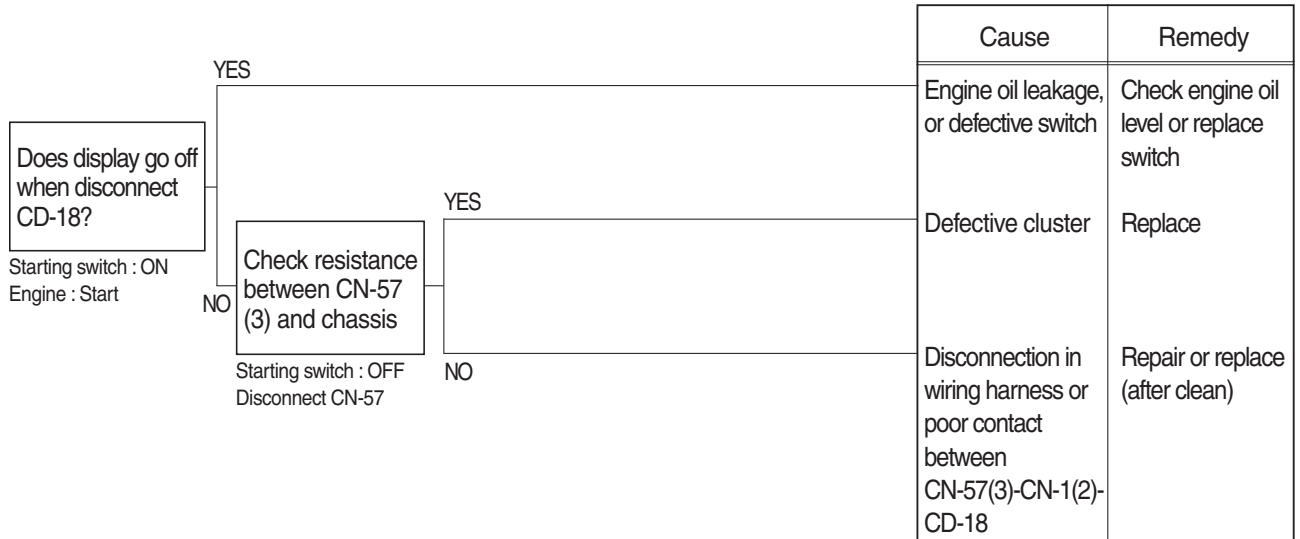 Cause
Remedy
YES
Engine oil leakage,
or defective switch
Check engine oil
level or replace
switch
Does display go off
when disconnect
CD-18?
Starting switch : ON
Engine : Start
NO
Check resistance
between CN-57
(3) and chassis
Starting switch : OFF
Disconnect CN-57
YES
Defective cluster
Replace
NO
Disconnection in
wiring harness or
poor contact
between
CN-57(3)-CN-1(2)-
CD-18
Repair or replace
(after clean)